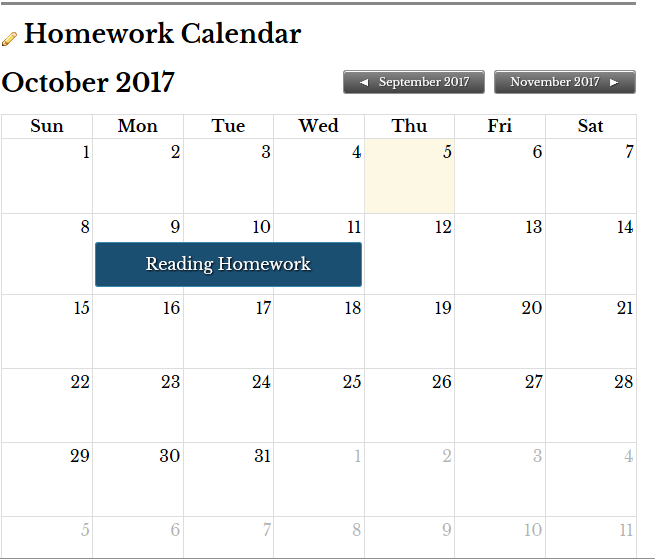 Homework Calendar
October 2017
◄ September 2017 November 2017 ►
Sun Mon Tue Wed Thu Fri Sat
1 2 3 4 5 6 7
8 9 10 11 12 13 14
Reading Homework
15 16 17 18 19 20 21
22 23 24 25 26 27 28
29 30 31 1 2 3 4
5 6 7 8 9 10 11